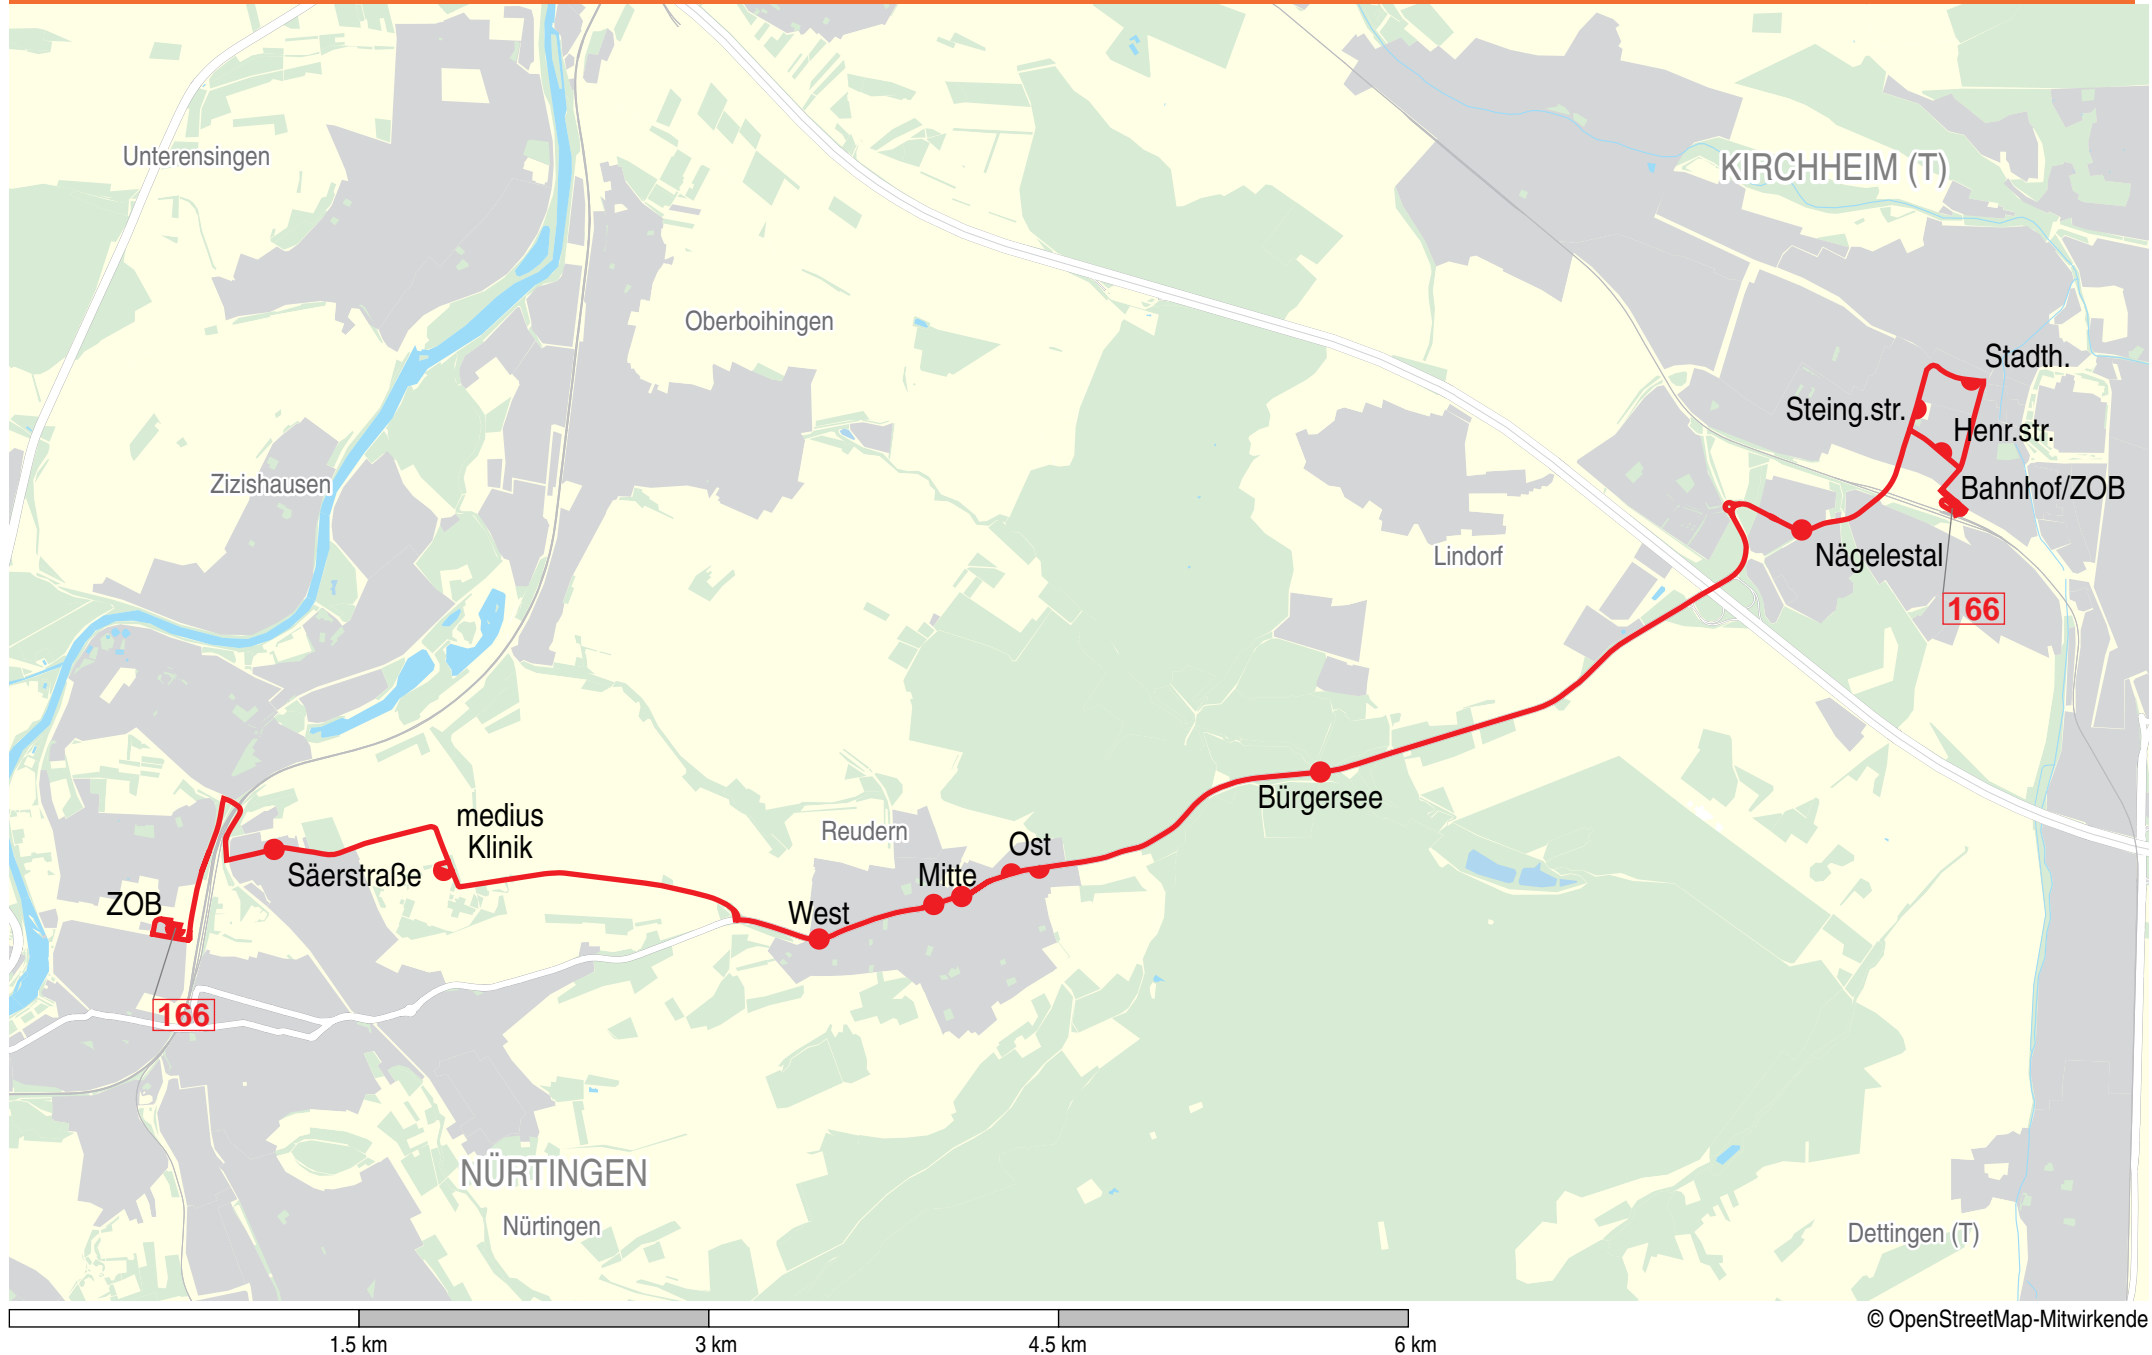 Unterensingen
KIRCHHEIM (T)
Oberboihingen
Stadth.
Steing.str.
Henr.str.
Zizishausen
Bahnhof/ZOB
Lindorf
Nägelestal
166
Bürgersee
medius
Klinik
Reudern
Ost
Säerstraße
Mitte
ZOB
West
166
NÜRTINGEN
Nürtingen
Dettingen (T)
© OpenStreetMap-Mitwirkende
1.5 km
3 km
4.5 km
6 km